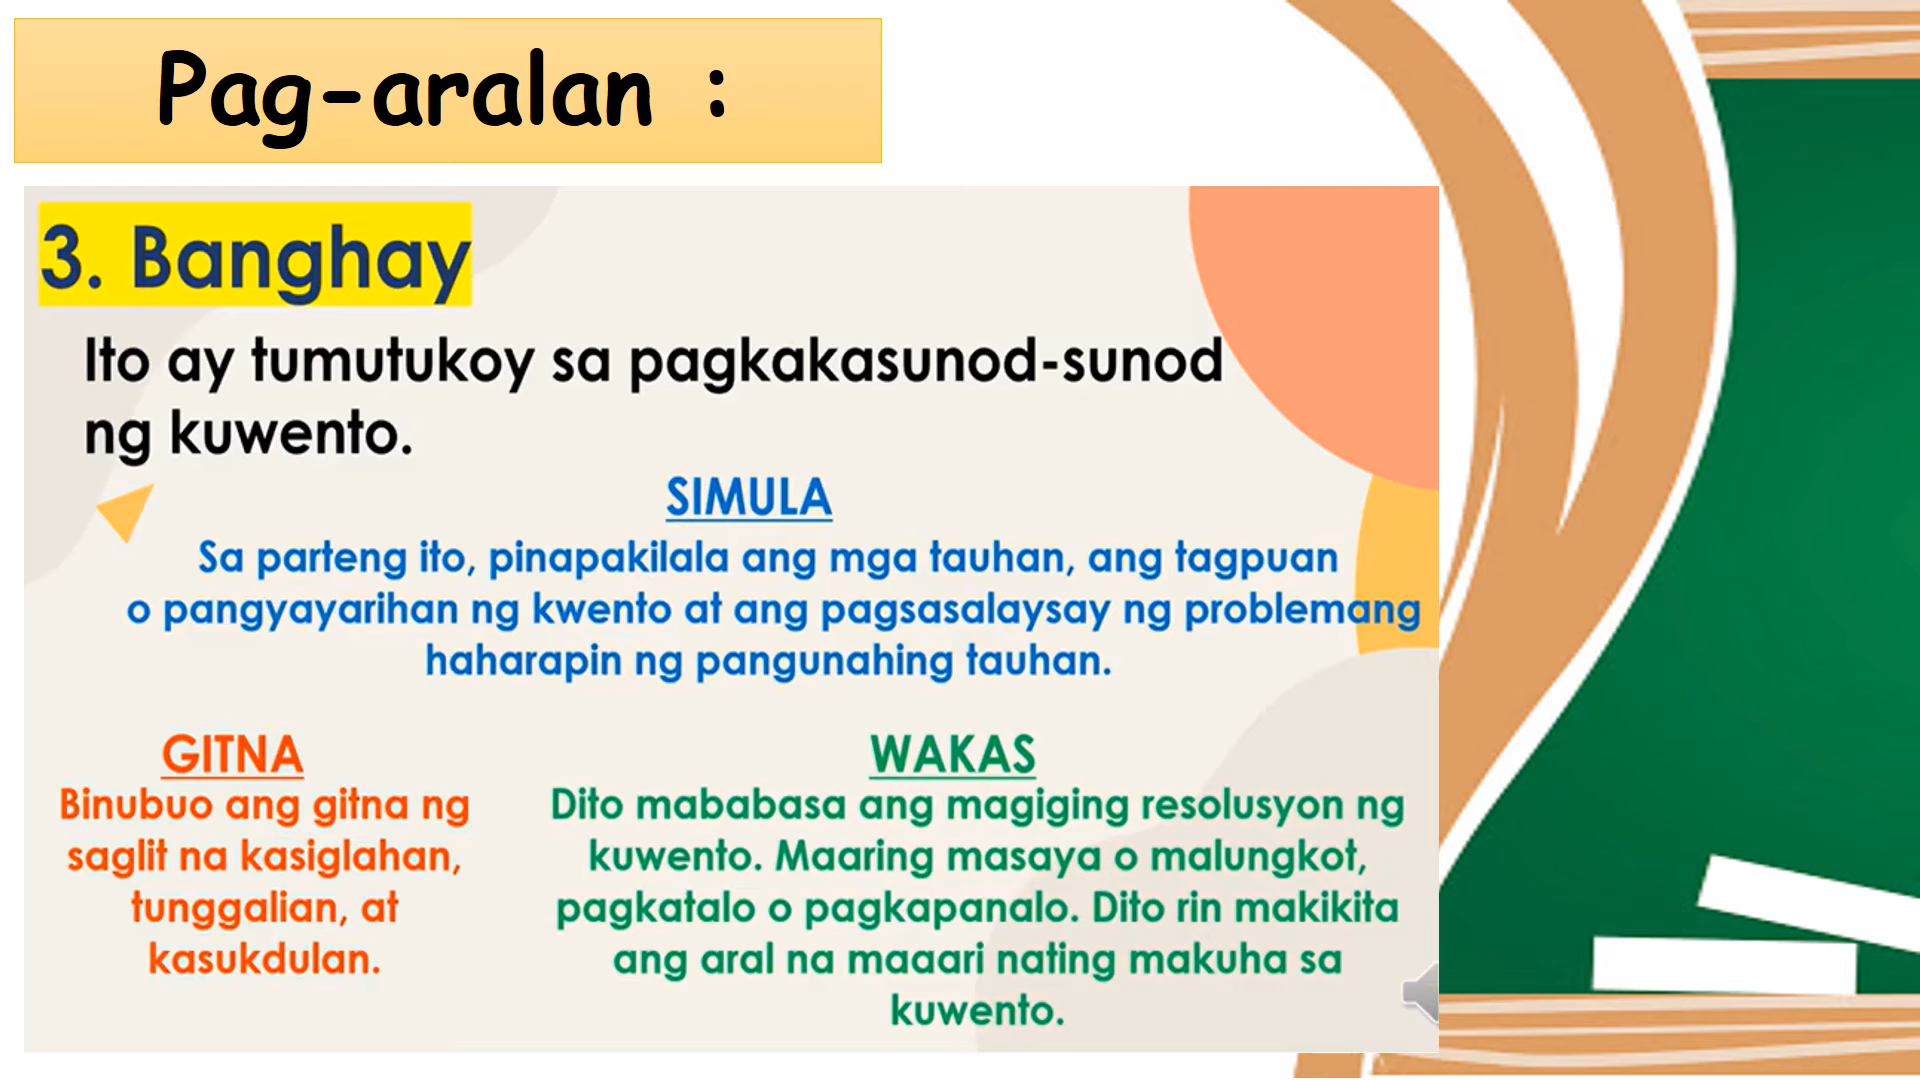 Pag-aralan :
3. Banghay
Ito ay tumutukoy sa pagkakasunod-sunod
ng kuwento.
SIMULA
Sa parteng ito, pinapakilala ang mga tauhan, ang tagpuan
o pangyayarihan ng kwento at ang pagsasalaysay ng problemang
haharapin ng pangunahing tauhan.
GITNA
Binubuo ang gitna ng
saglit na kasiglahan,
tunggalian, at
kasukdulan.
WAKAS
Dito mababasa ang magiging resolusyon ng
kuwento. Maaring masaya o malungkot,
pagkatalo o pagkapanalo. Dito rin makikita
ang aral na maaari nating makuha sa
kuwento.